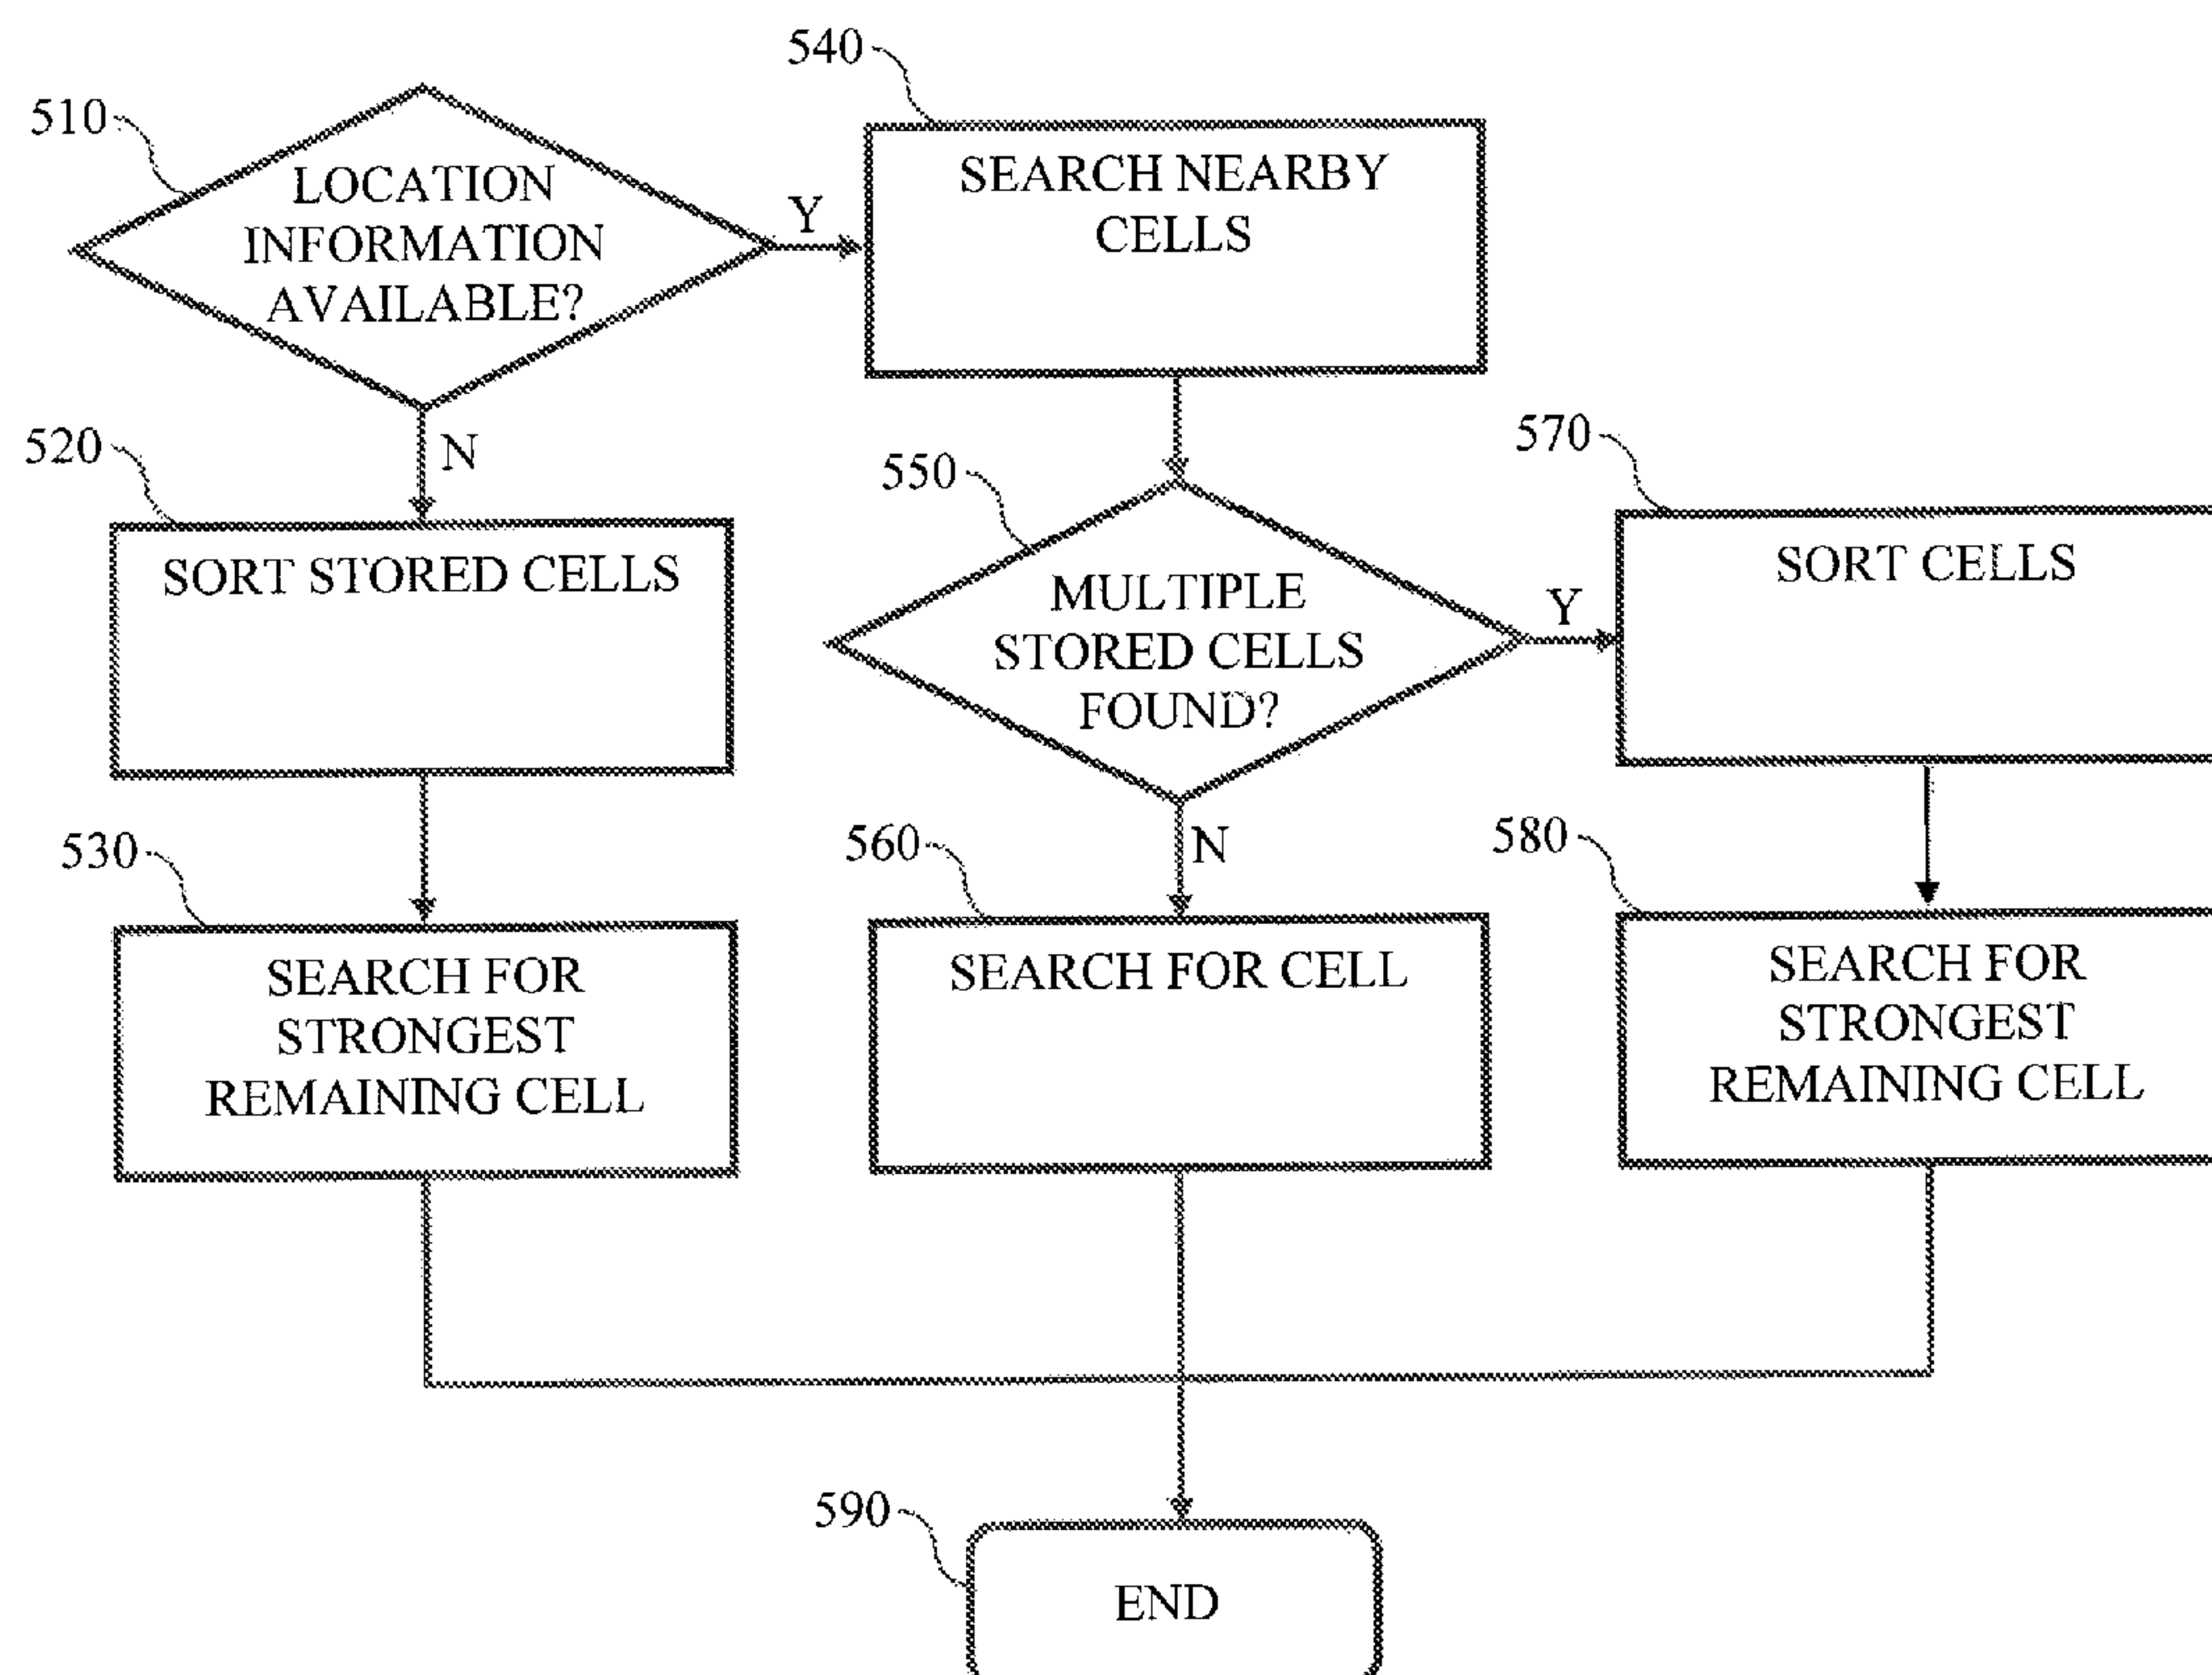 540
510
LOCATION
INFORMATION
AVAILABLE?
Y
SEARCH NEARBY
CELLS
N
520
SORT STORED CELLS
550
MULTIPLE
STORED CELLS
FOUND?
Y
570
SORT CELLS
N
530
SEARCH FOR
STRONGEST
REMAINING CELL
560
SEARCH FOR CELL
580
SEARCH FOR
STRONGEST
REMAINING CELL
590
END